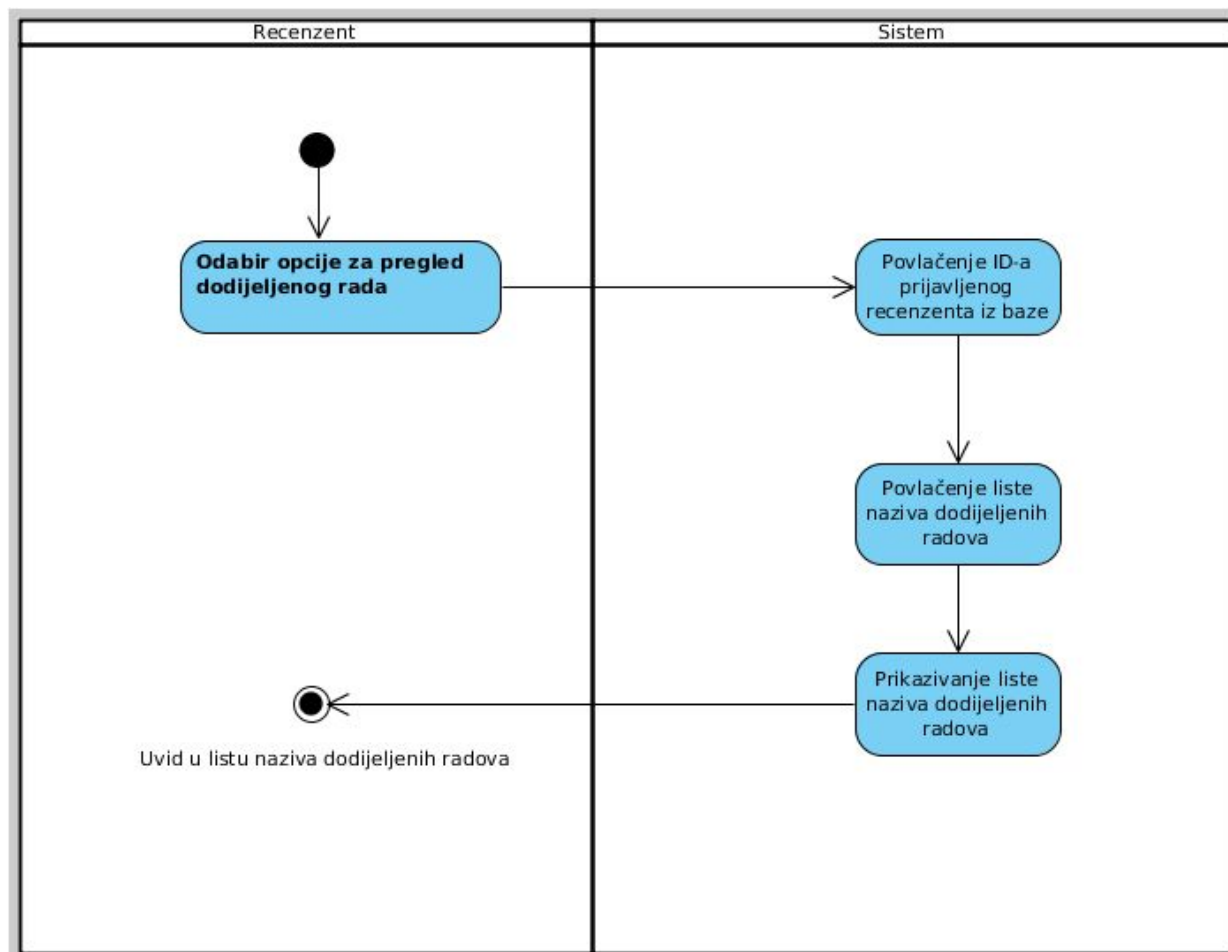 Recenzent
Sistem
Odabir opcije za pregled
dodijeljenog rada
Povlačenje ID-a
prijavljenog
recenzenta iz baze
Povlačenje liste
naziva dodijeljenih
radova
Prikazivanje liste
naziva dodijeljenih
radova
Uvid u listu naziva dodijeljenih radova